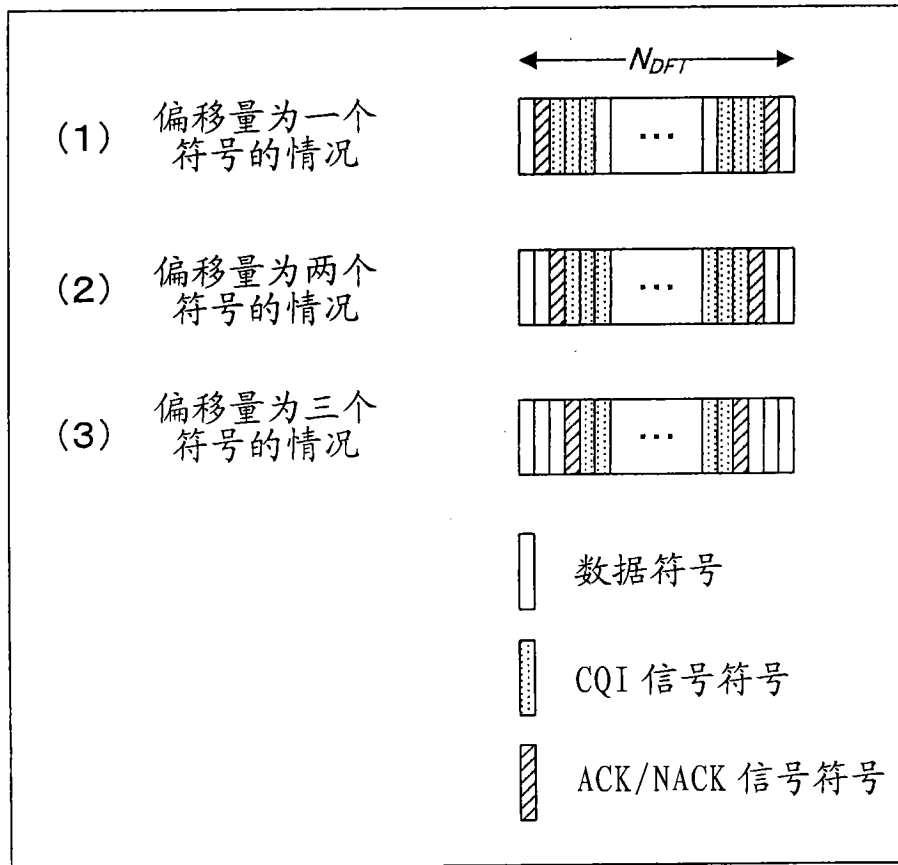 N_DFT
(1) 偏移量为一个
符号的情况
...
(2) 偏移量为两个
符号的情况
...
(3) 偏移量为三个
符号的情况
...
数据符号
CQI 信号符号
ACK/NACK 信号符号